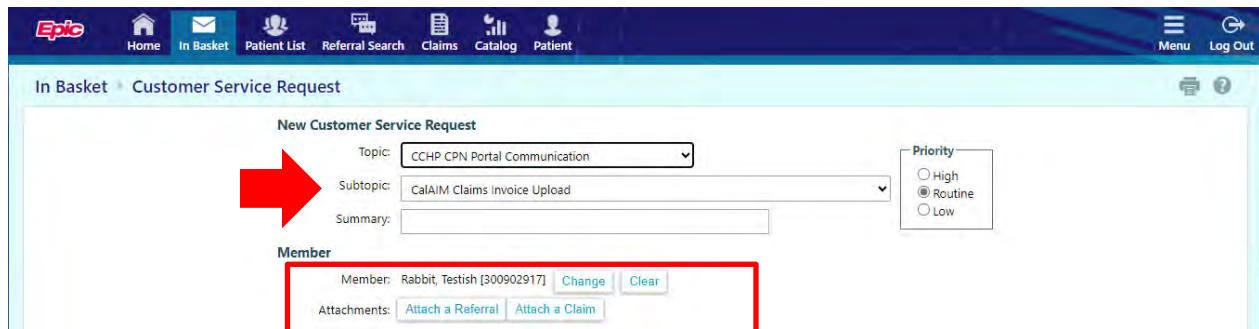 Epic
Home In Basket Patient List Referral Search Claims Catalog Patient Menu Log Out
In Basket Customer Service Request
New Customer Service Request
Topic: CCHP CPN Portal Communication
Priority
Subtopic: CalAIM Claims Invoice Upload
High
Routine
Low
Summary:
Member
Member: Rabbit, Testish [300902917] Change Clear
Attachments: Attach a Referral Attach a Claim